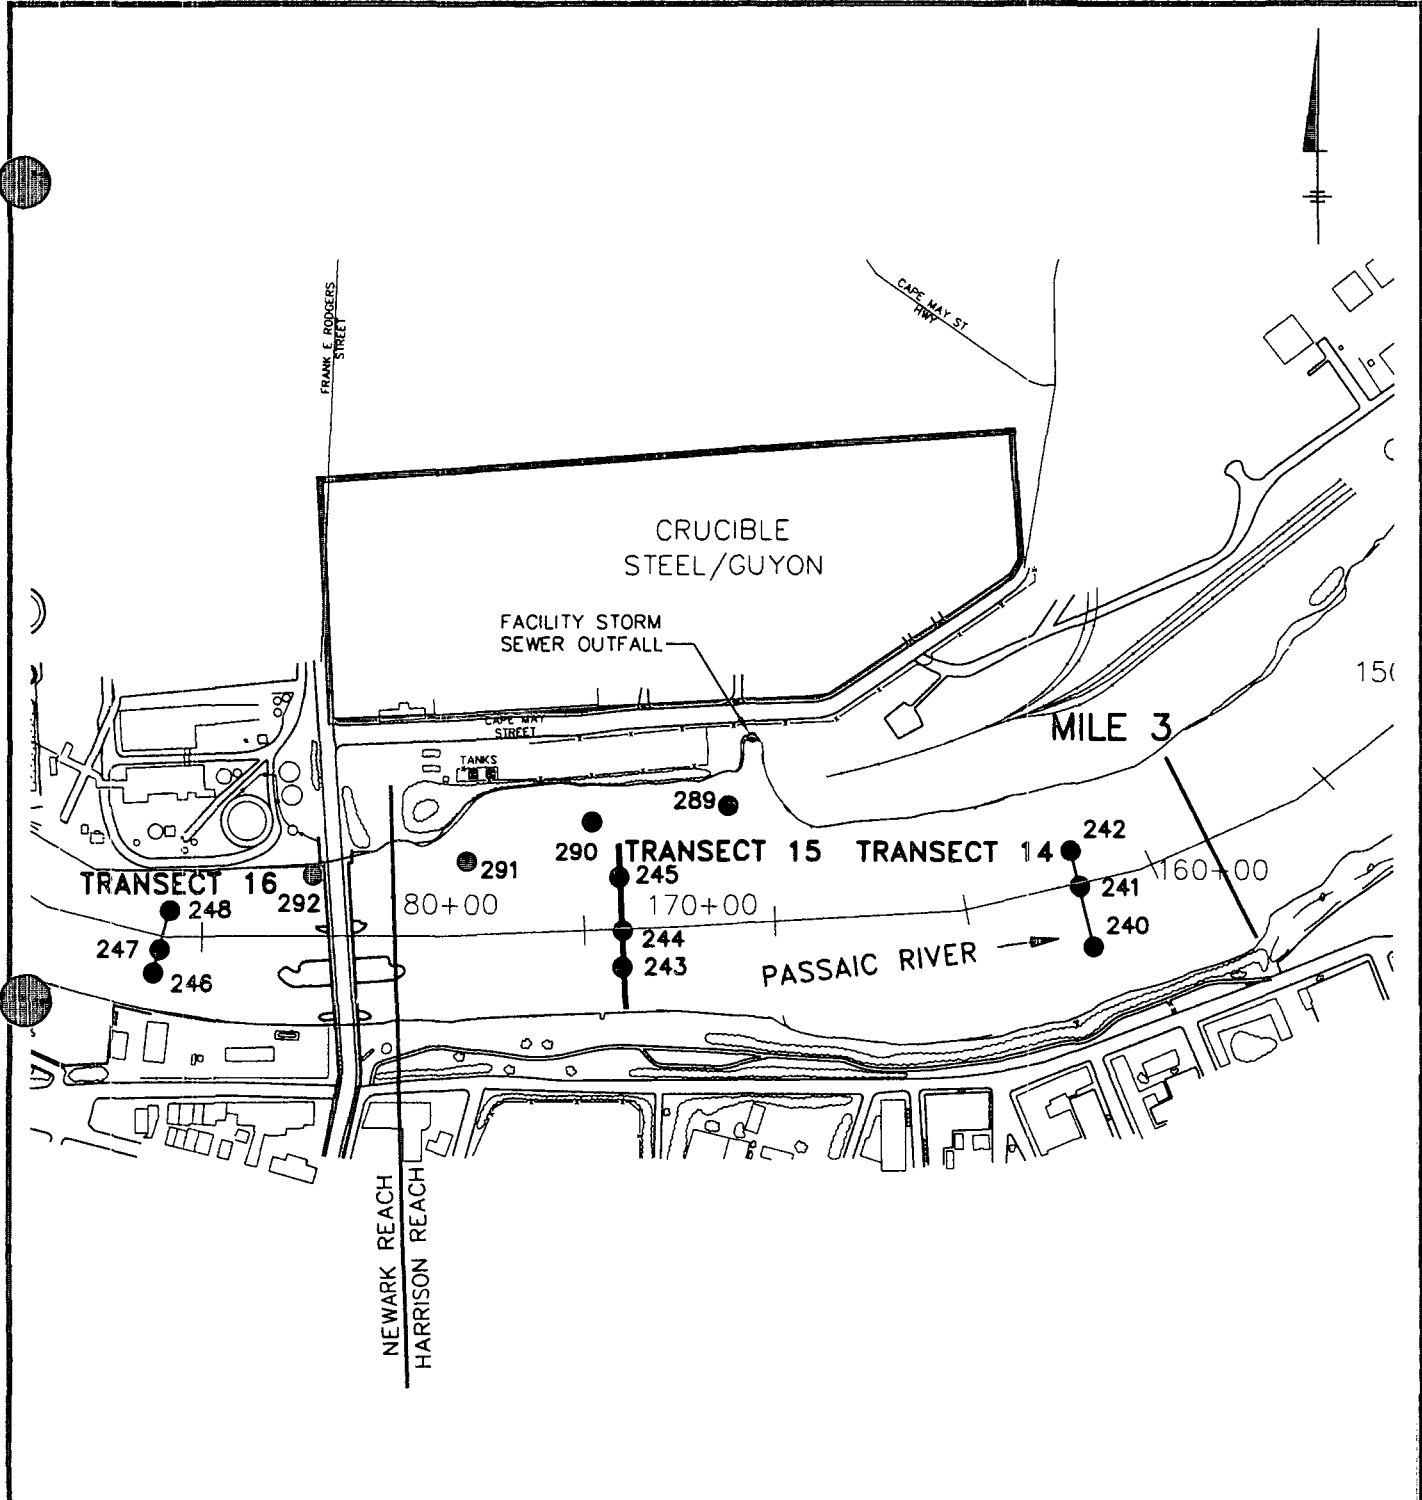 FRANK E RODGERS
STREET
CAPE MAY ST
HWY
CRUCIBLE
STEEL/GUYON
FACILITY STORM
SEWER OUTFALL
150
MILE 3
CAPE MAY
STREET
TANKS
289
290
291
292
TRANSECT 15
TRANSECT 14
242
241
240
160+00
TRANSECT 16
248
247
246
80+00
245
170+00
244
243
PASSAIC RIVER
NEWARK REACH
HARRISON REACH